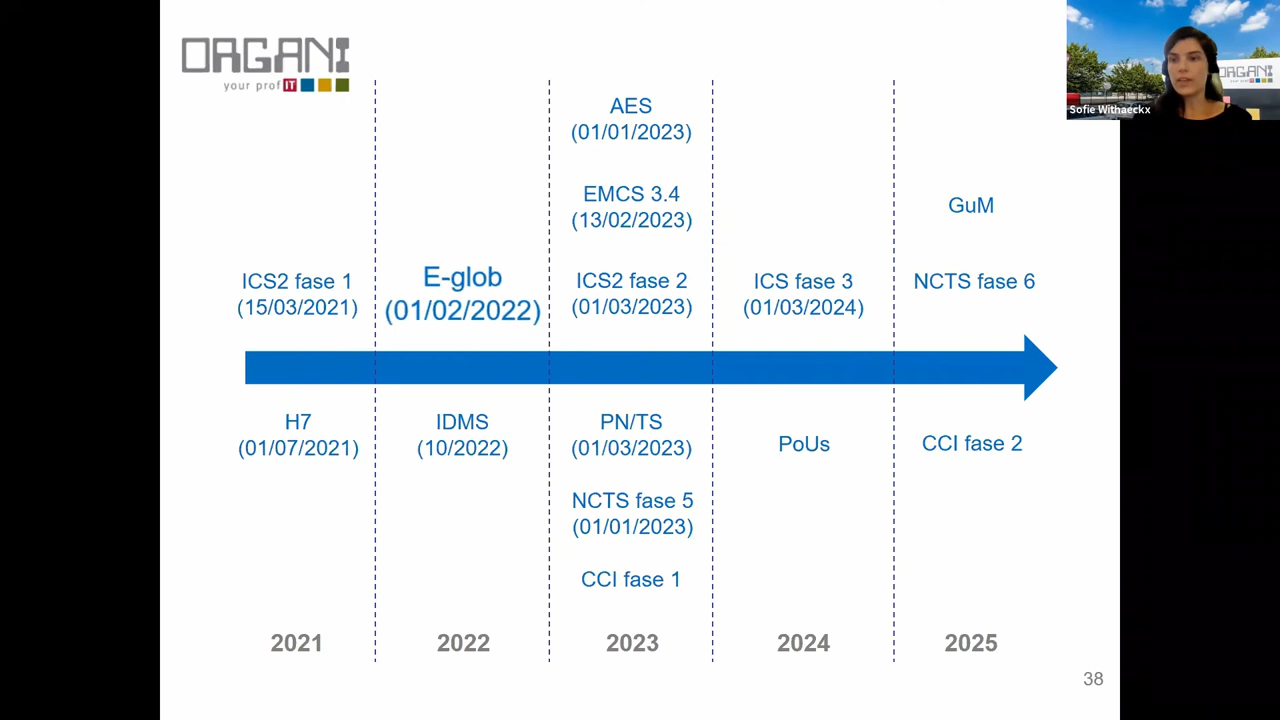 ORGANI
your profIT
Sofie Withaeckx
ORGANI
AES
(01/01/2023)
EMCS 3.4
(13/02/2023)
GuM
ICS2 fase 1
(15/03/2021)
E-glob
(01/02/2022)
ICS2 fase 2
(01/03/2023)
ICS fase 3
(01/03/2024)
NCTS fase 6
H7
(01/07/2021)
IDMS
(10/2022)
PN/TS
(01/03/2023)
PoUs
CCI fase 2
NCTS fase 5
(01/01/2023)
CCI fase 1
2021
2022
2023
2024
2025
38